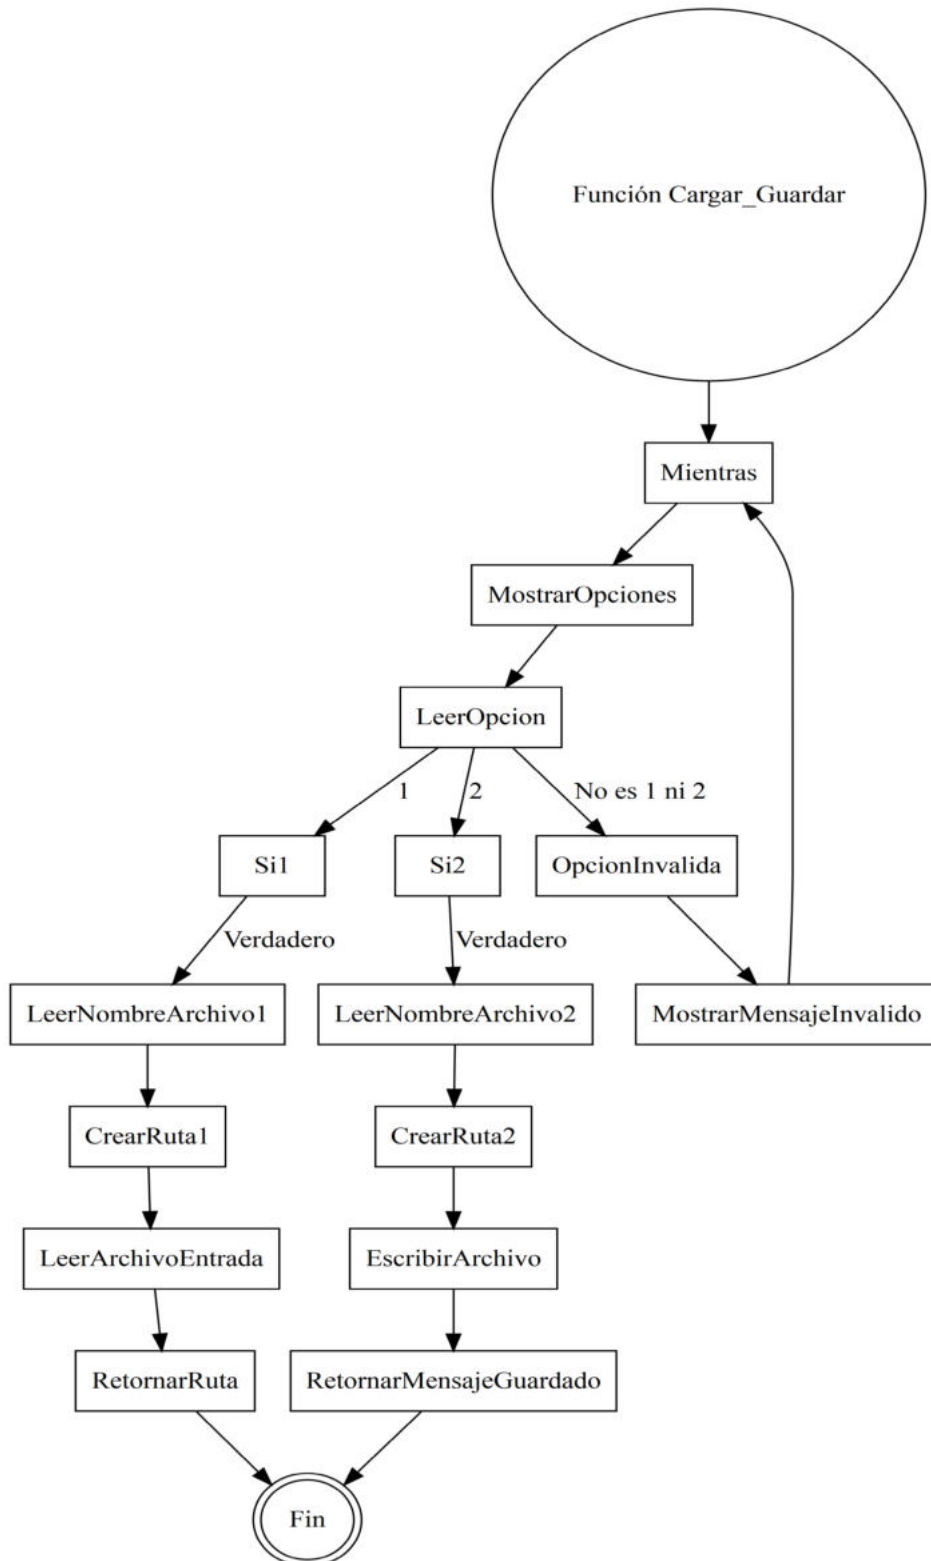 Función Cargar_Guardar
Mientras
MostrarOpciones
LeerOpcion
1
2
No es 1 ni 2
Si1
Si2
OpcionInvalida
Verdadero
Verdadero
LeerNombreArchivo1
LeerNombreArchivo2
MostrarMensajeInvalido
CrearRuta1
CrearRuta2
LeerArchivoEntrada
EscribirArchivo
RetornarRuta
RetornarMensajeGuardado
Fin